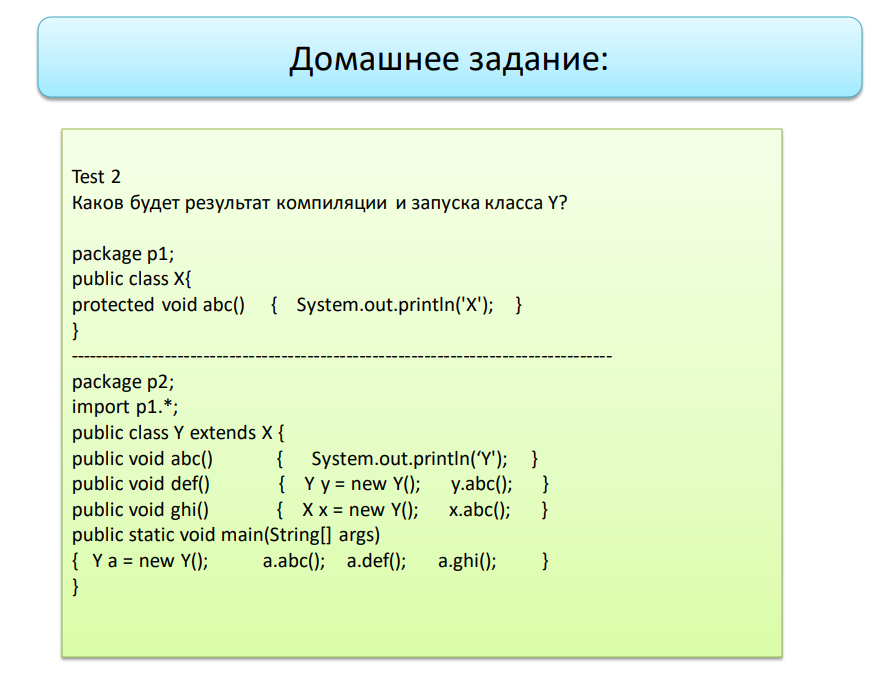 Домашнее задание:
Test 2
Каков будет результат компиляции и запуска класса Y?
package p1;
public class X{
protected void abc() { System.out.println('X'); }
}
------------------------------------------------------------------------------------
package p2;
import p1.*;
public class Y extends X {
public void abc() { System.out.println(‘Y'); }
public void def() { Y y = new Y(); y.abc(); }
public void ghi() { X x = new Y(); x.abc(); }
public static void main(String[] args)
{ Y a = new Y(); a.abc(); a.def(); a.ghi(); }
}